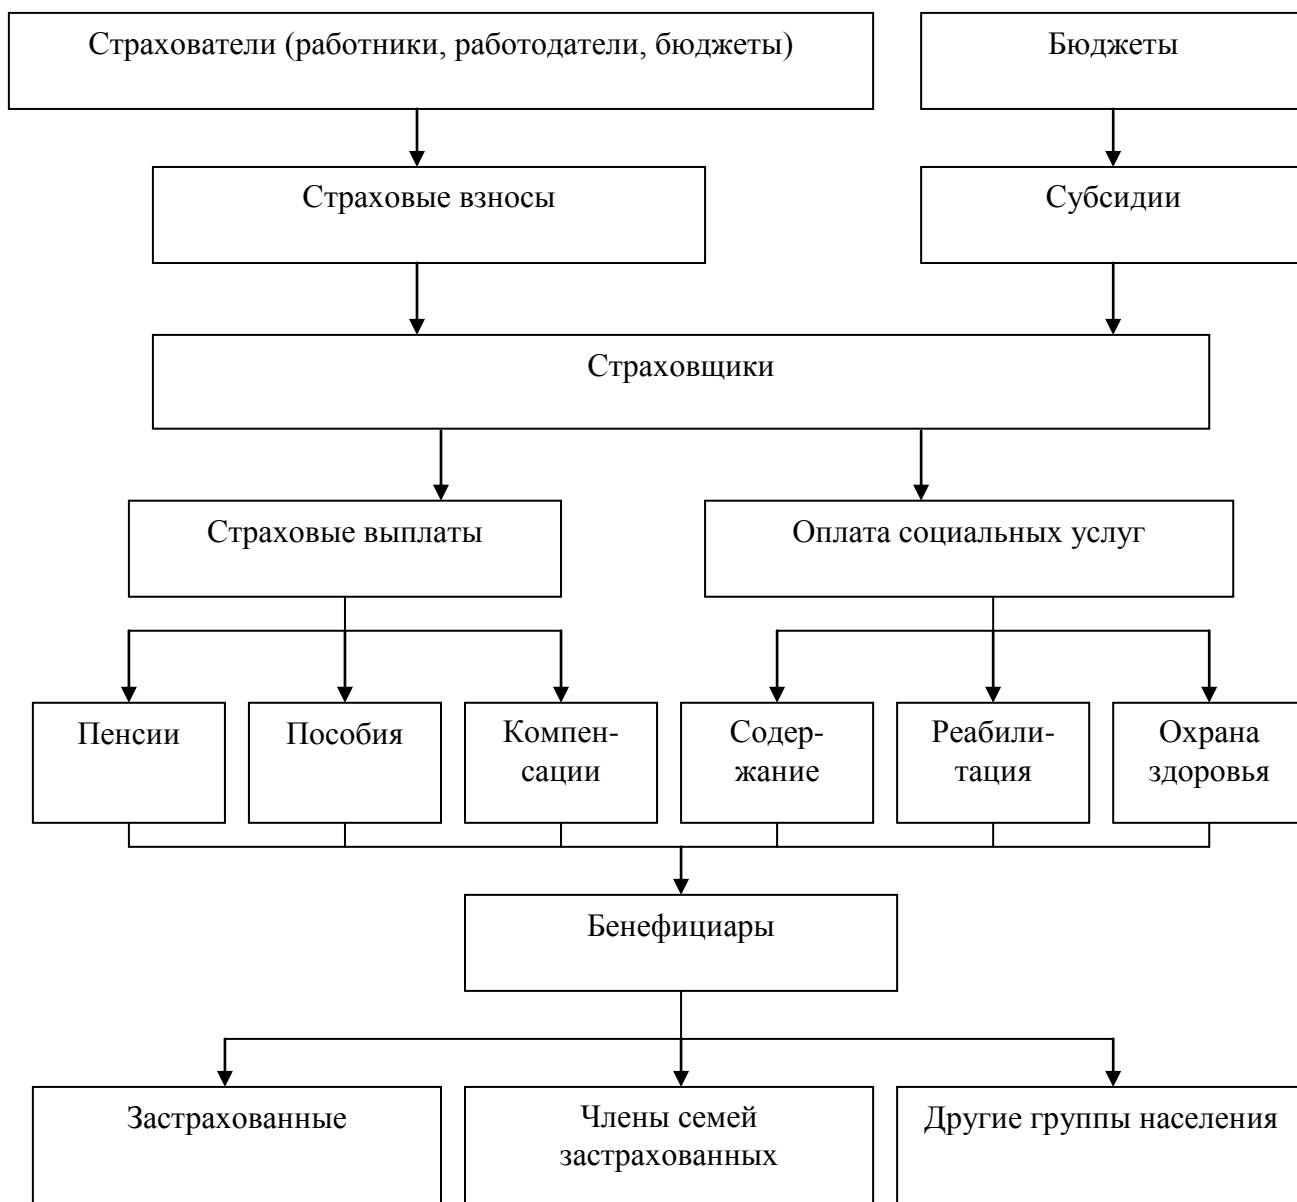 Страхователи (работники, работодатели, бюджеты)
Бюджеты
Страховые взносы
Субсидии
Страховщики
Страховые выплаты
Оплата социальных услуг
Пенсии
Пособия
Компен-
сации
Содер-
жание
Реабили-
тация
Охрана
здоровья
Бенефициары
Застрахованные
Члены семей
застрахованных
Другие группы населения